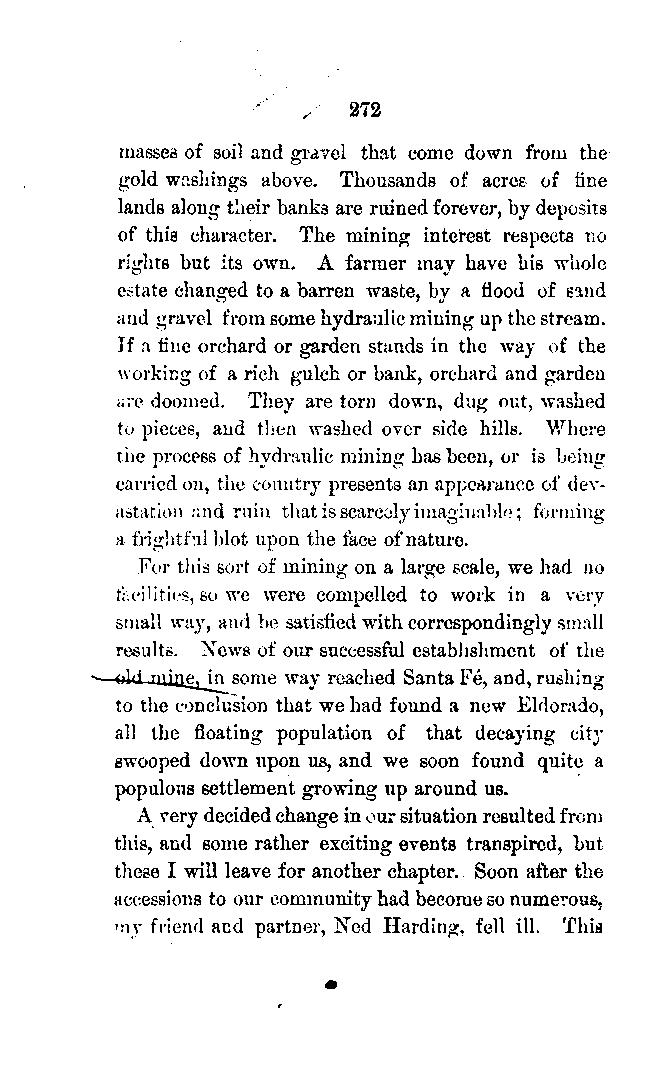 272
masses of soil and gravel that come down from the
gold washings above. Thousands of acres of fine
lands along their banks are ruined forever, by deposits
of this character. The mining interest respects no
rights but its own. A farmer may have his whole
estate changed to a barren waste, by a flood of sand
and gravel from some hydraulic mining up the stream.
If a fine orchard or garden stands in the way of the
working of a rich gulch or bank, orchard and garden
are doomed. They are torn down, dug out, washed
to pieces, and then washed over side hills. Where
the process of hydraulic mining has been, or is being
carried on, the country presents an appearance of dev-
astation and ruin that is scarcely imaginable; forming
a frightful blot upon the face of nature.
For this sort of mining on a large scale, we had no
facilities, so we were compelled to work in a very
small way, and be satisfied with correspondingly small
results. News of our successful establishment of the
old mine, in some way reached Santa Fé, and, rushing
to the conclusion that we had found a new Eldorado,
all the floating population of that decaying city
swooped down upon us, and we soon found quite a
populous settlement growing up around us.
A very decided change in our situation resulted from
this, and some rather exciting events transpired, but
these I will leave for another chapter. Soon after the
accessions to our community had become so numerous,
my friend and partner, Ned Harding, fell ill. This